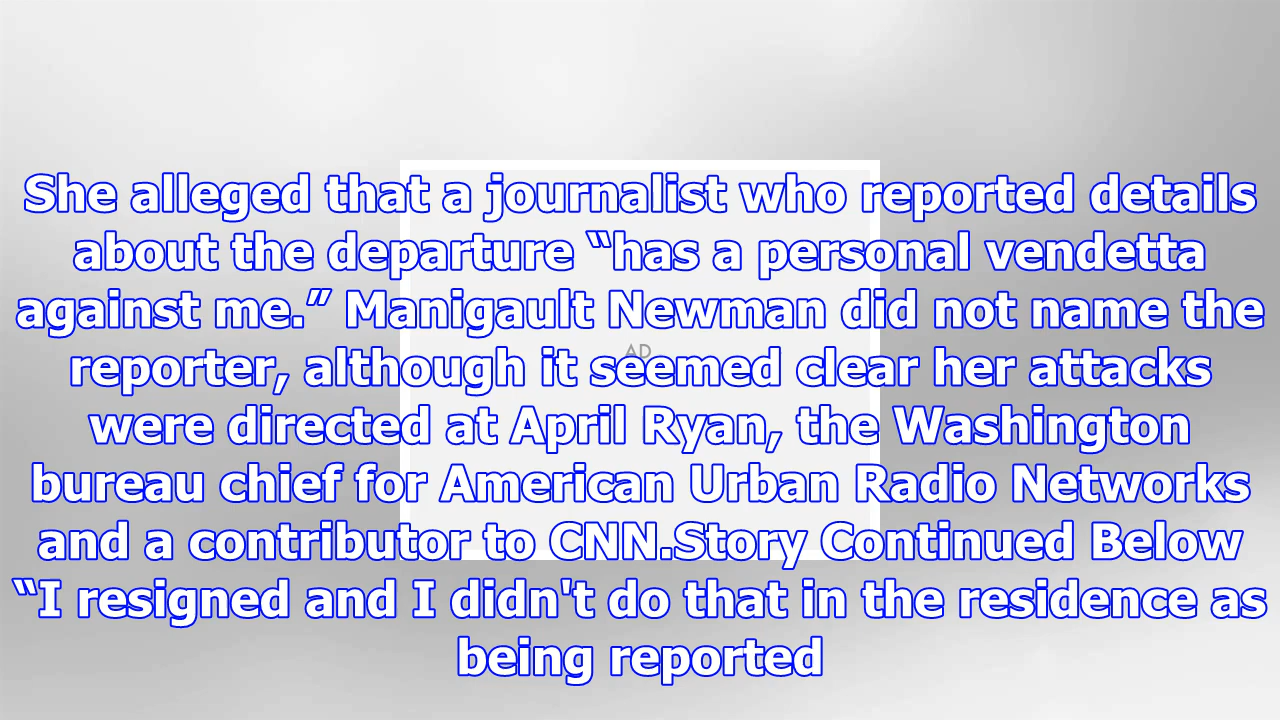 She alleged that a journalist who reported details
about the departure “has a personal vendetta
against me.” Manigault Newman did not name the
AD
reporter, although it seemed clear her attacks
were directed at April Ryan, the Washington
bureau chief for American Urban Radio Networks
and a contributor to CNN.Story Continued Below
“I resigned and I didn't do that in the residence as
being reported